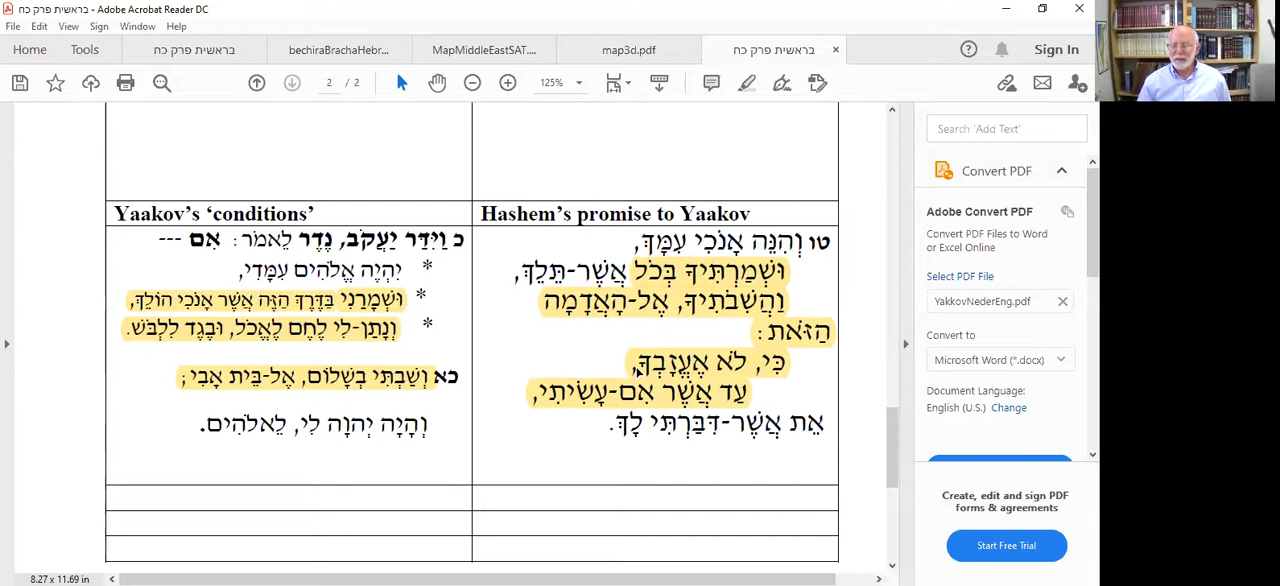 בראשית פרק כח - Adobe Acrobat Reader DC
File Edit View Sign Window Help
Home Tools בראשית פרק כח bechiraBrachaHebr... MapMiddleEastSAT.... map3d.pdf בראשית פרק כח × Sign In
2 / 2 125%
Yaakov's 'conditions'
כ וַיִּדַּר יַעֲקֹב, נֶדֶר לֵאמֹר: אִם ---
* יִהְיֶה אֱלֹהִים עִמָּדִי,
* וּשְׁמָרַנִי בַּדֶּרֶךְ הַזֶּה אֲשֶׁר אָנֹכִי הוֹלֵךְ,
* וְנָתַן-לִי לֶחֶם לֶאֱכֹל, וּבֶגֶד לִלְבֹּשׁ.
כא וְשַׁבְתִּי בְשָׁלוֹם, אֶל-בֵּית אָבִי;
וְהָיָה יְהוָה לִי, לֵאלֹהִים.
Hashem's promise to Yaakov
טו וְהִנֵּה אָנֹכִי עִמָּךְ,
וּשְׁמַרְתִּיךָ בְּכֹל אֲשֶׁר-תֵּלֵךְ,
וַהֲשִׁבֹתִיךָ, אֶל-הָאֲדָמָה
הַזֹּאת:
כִּי, לֹא אֶעֱזָבְךָ,
עַד אֲשֶׁר אִם-עָשִׂיתִי,
אֵת אֲשֶׁר-דִּבַּרְתִּי לָךְ.
8.27 x 11.69 in
Search 'Add Text'
Convert PDF
Adobe Convert PDF
Convert PDF Files to Word
or Excel Online
Select PDF File
YakkovNederEng.pdf ×
Convert to
Microsoft Word (*.docx)
Document Language:
English (U.S.) Change
Create, edit and sign PDF
forms & agreements
Start Free Trial